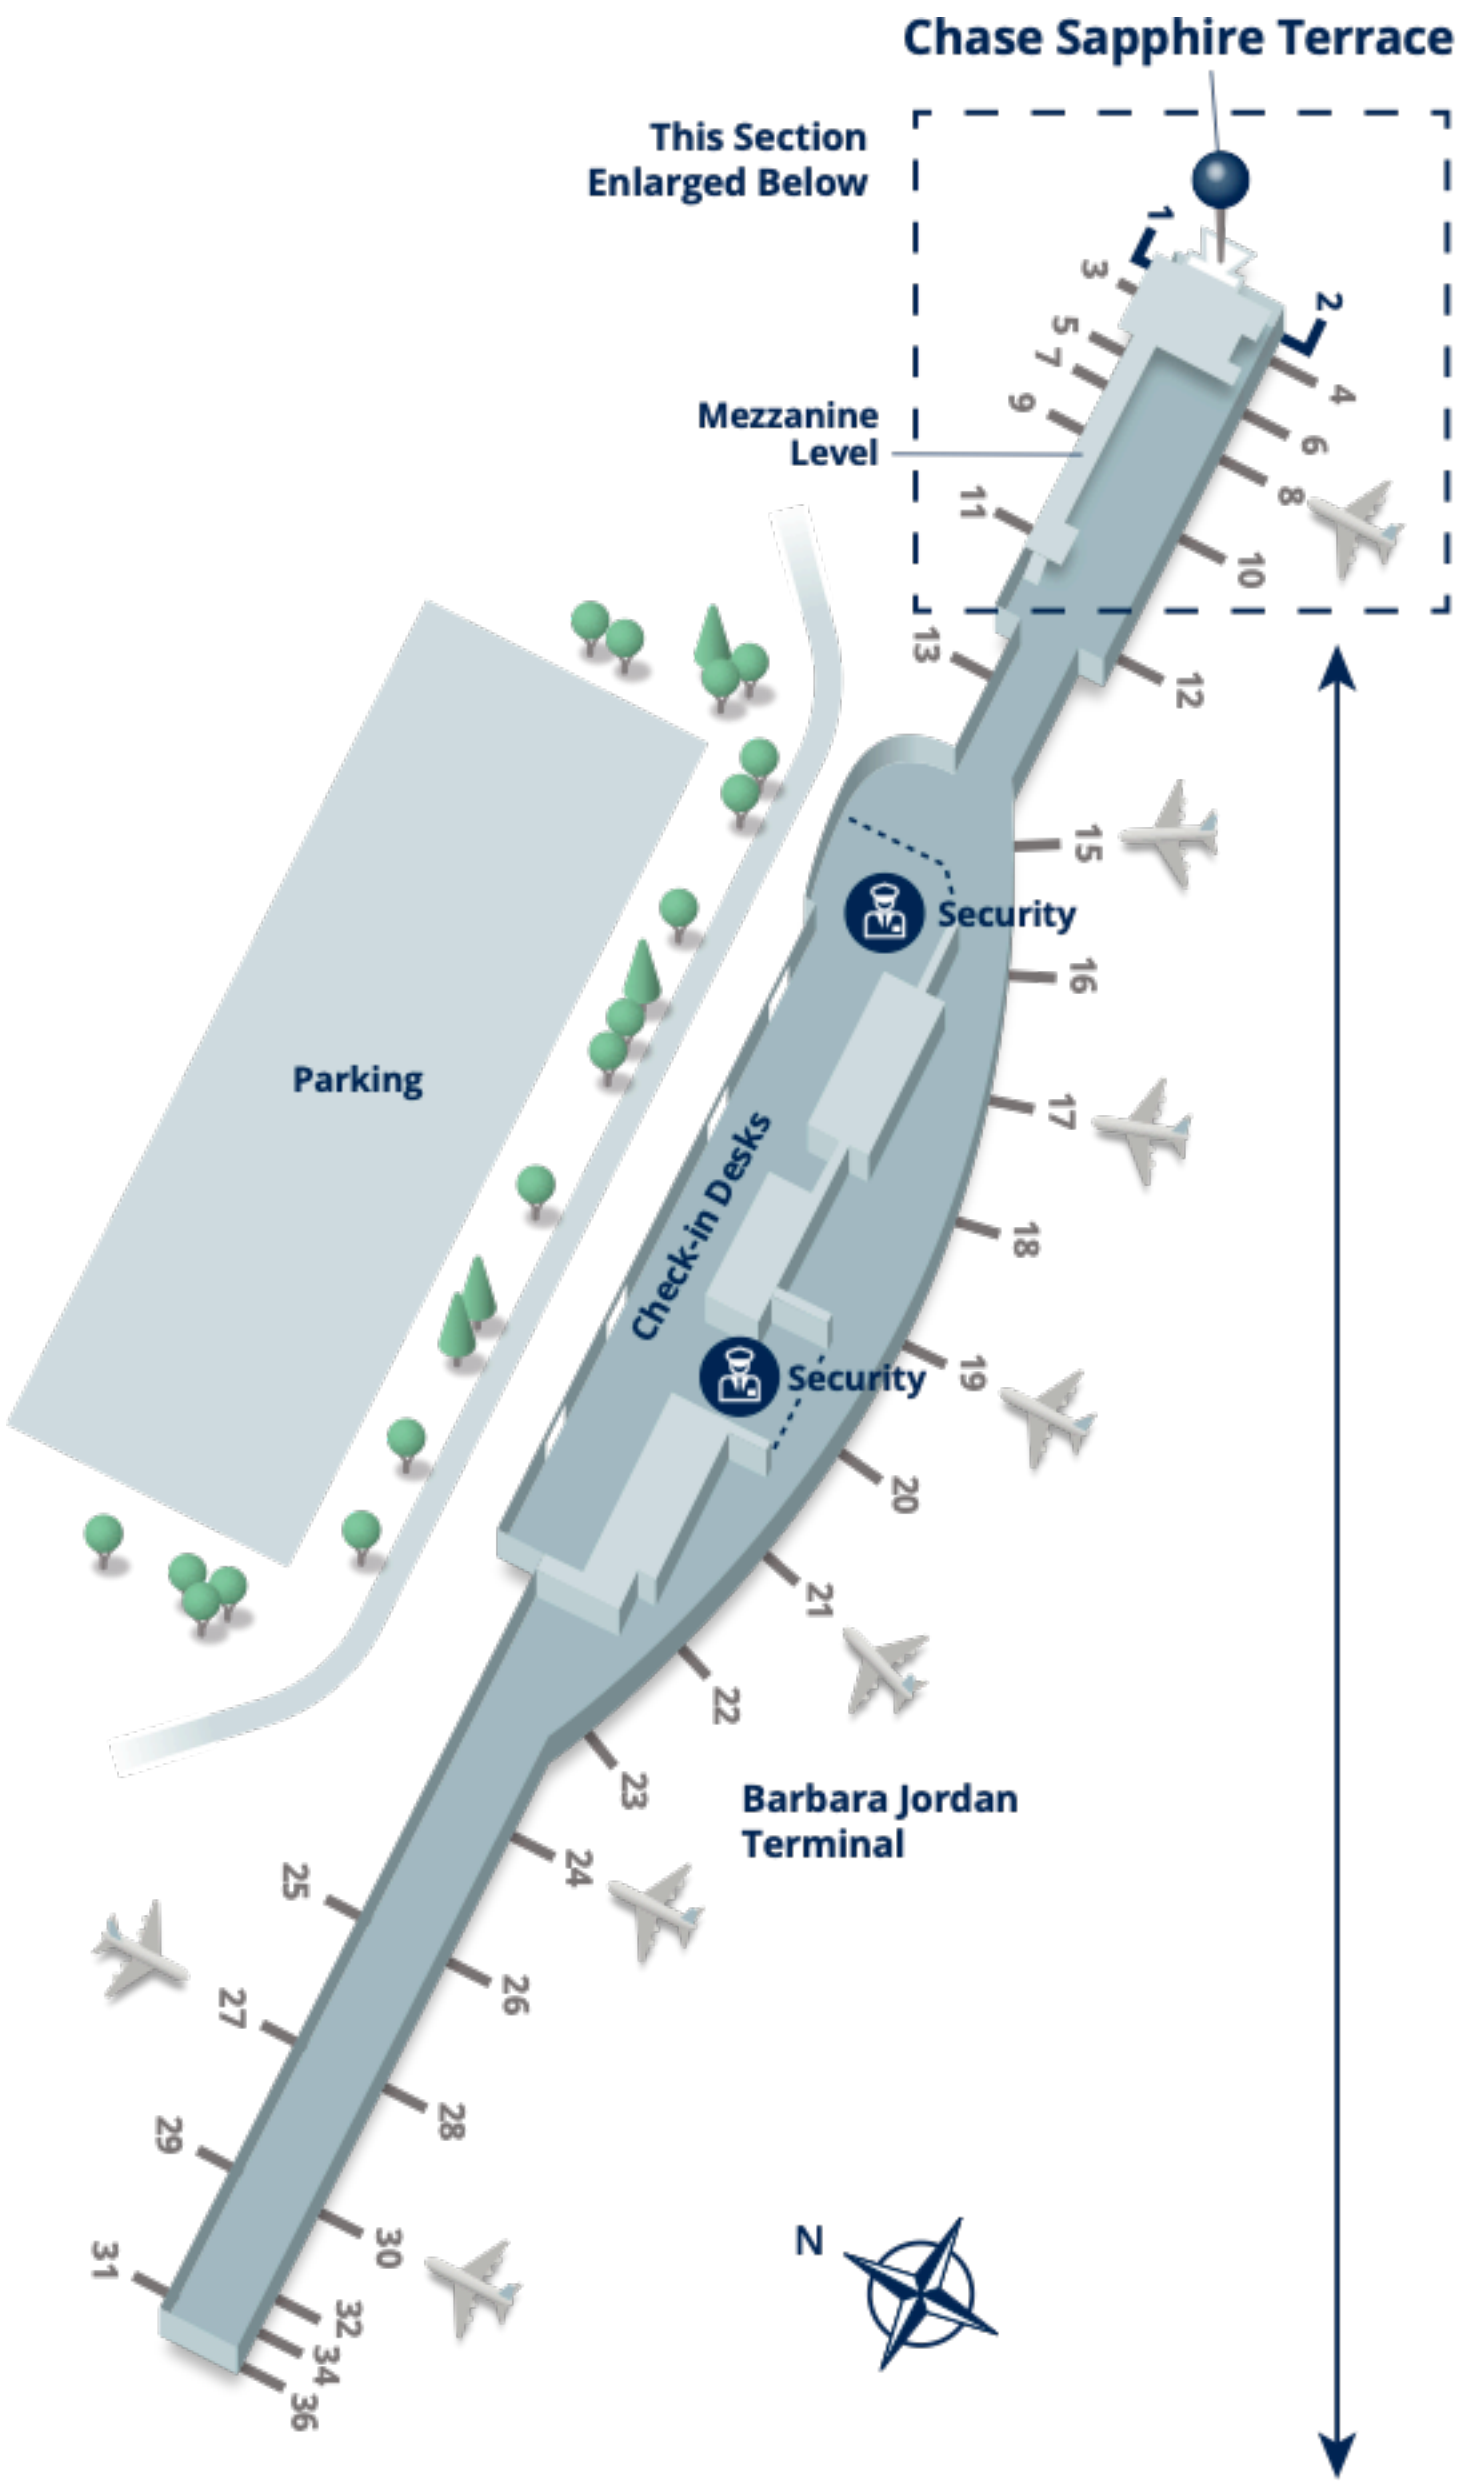 Chase Sapphire Terrace
This Section
Enlarged Below
1
3
2
5
7
4
9
6
Mezzanine
Level
8
11
10
13
12
15
Security
16
Parking
17
Check-in Desks
18
19
Security
20
21
22
23
Barbara Jordan
Terminal
24
25
26
27
28
29
30
N
31
32
34
36